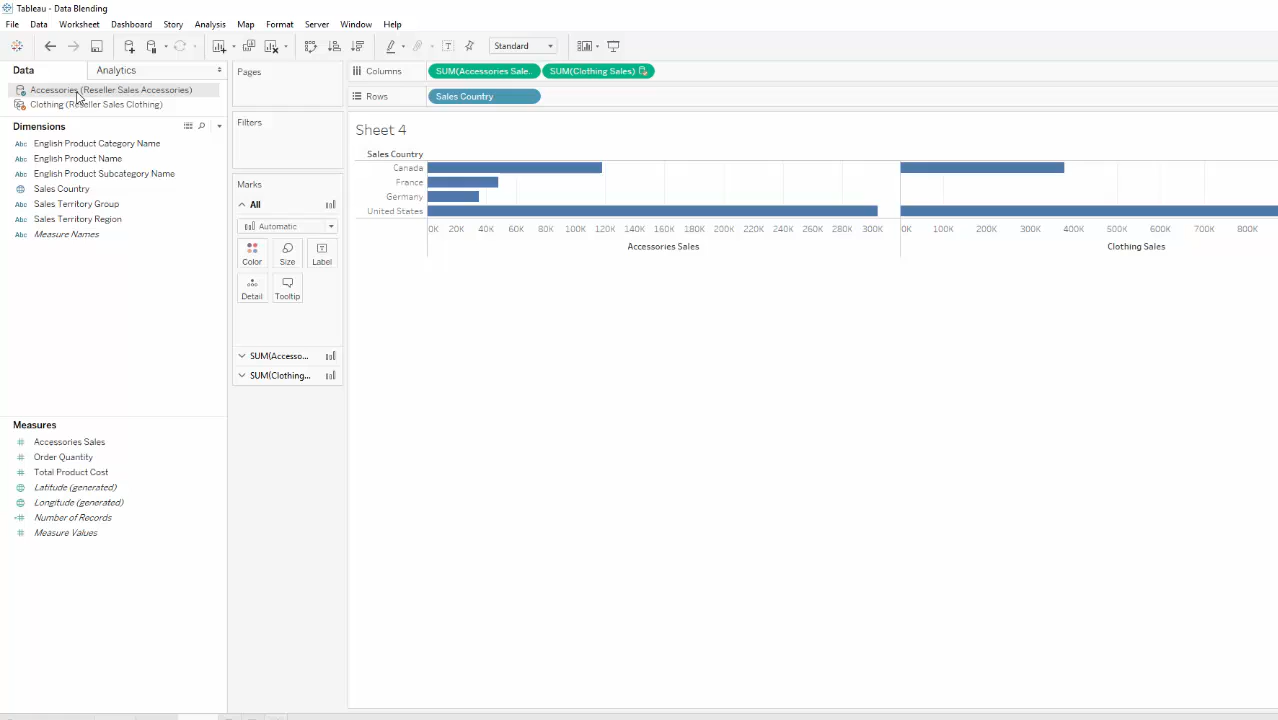 Tableau - Data Blending
File Data Worksheet Dashboard Story Analysis Map Format Server Window Help
Standard
Data Analytics
Accessories (Reseller Sales Accessories)
Clothing (Reseller Sales Clothing)
Dimensions
Abc English Product Category Name
Abc English Product Name
Abc English Product Subcategory Name
Sales Country
Abc Sales Territory Group
Abc Sales Territory Region
Abc Measure Names
Measures
# Accessories Sales
# Order Quantity
# Total Product Cost
Latitude (generated)
Longitude (generated)
# Number of Records
# Measure Values
Pages
Filters
Marks
All
Automatic
Color Size Label
Detail Tooltip
SUM(Accesso...
SUM(Clothing...
Columns SUM(Accessories Sale.. SUM(Clothing Sales)
Rows Sales Country
Sheet 4
Sales Country
Canada
France
Germany
United States
0K 20K 40K 60K 80K 100K 120K 140K 160K 180K 200K 220K 240K 260K 280K 300K 0K 100K 200K 300K 400K 500K 600K 700K 800K
Accessories Sales Clothing Sales